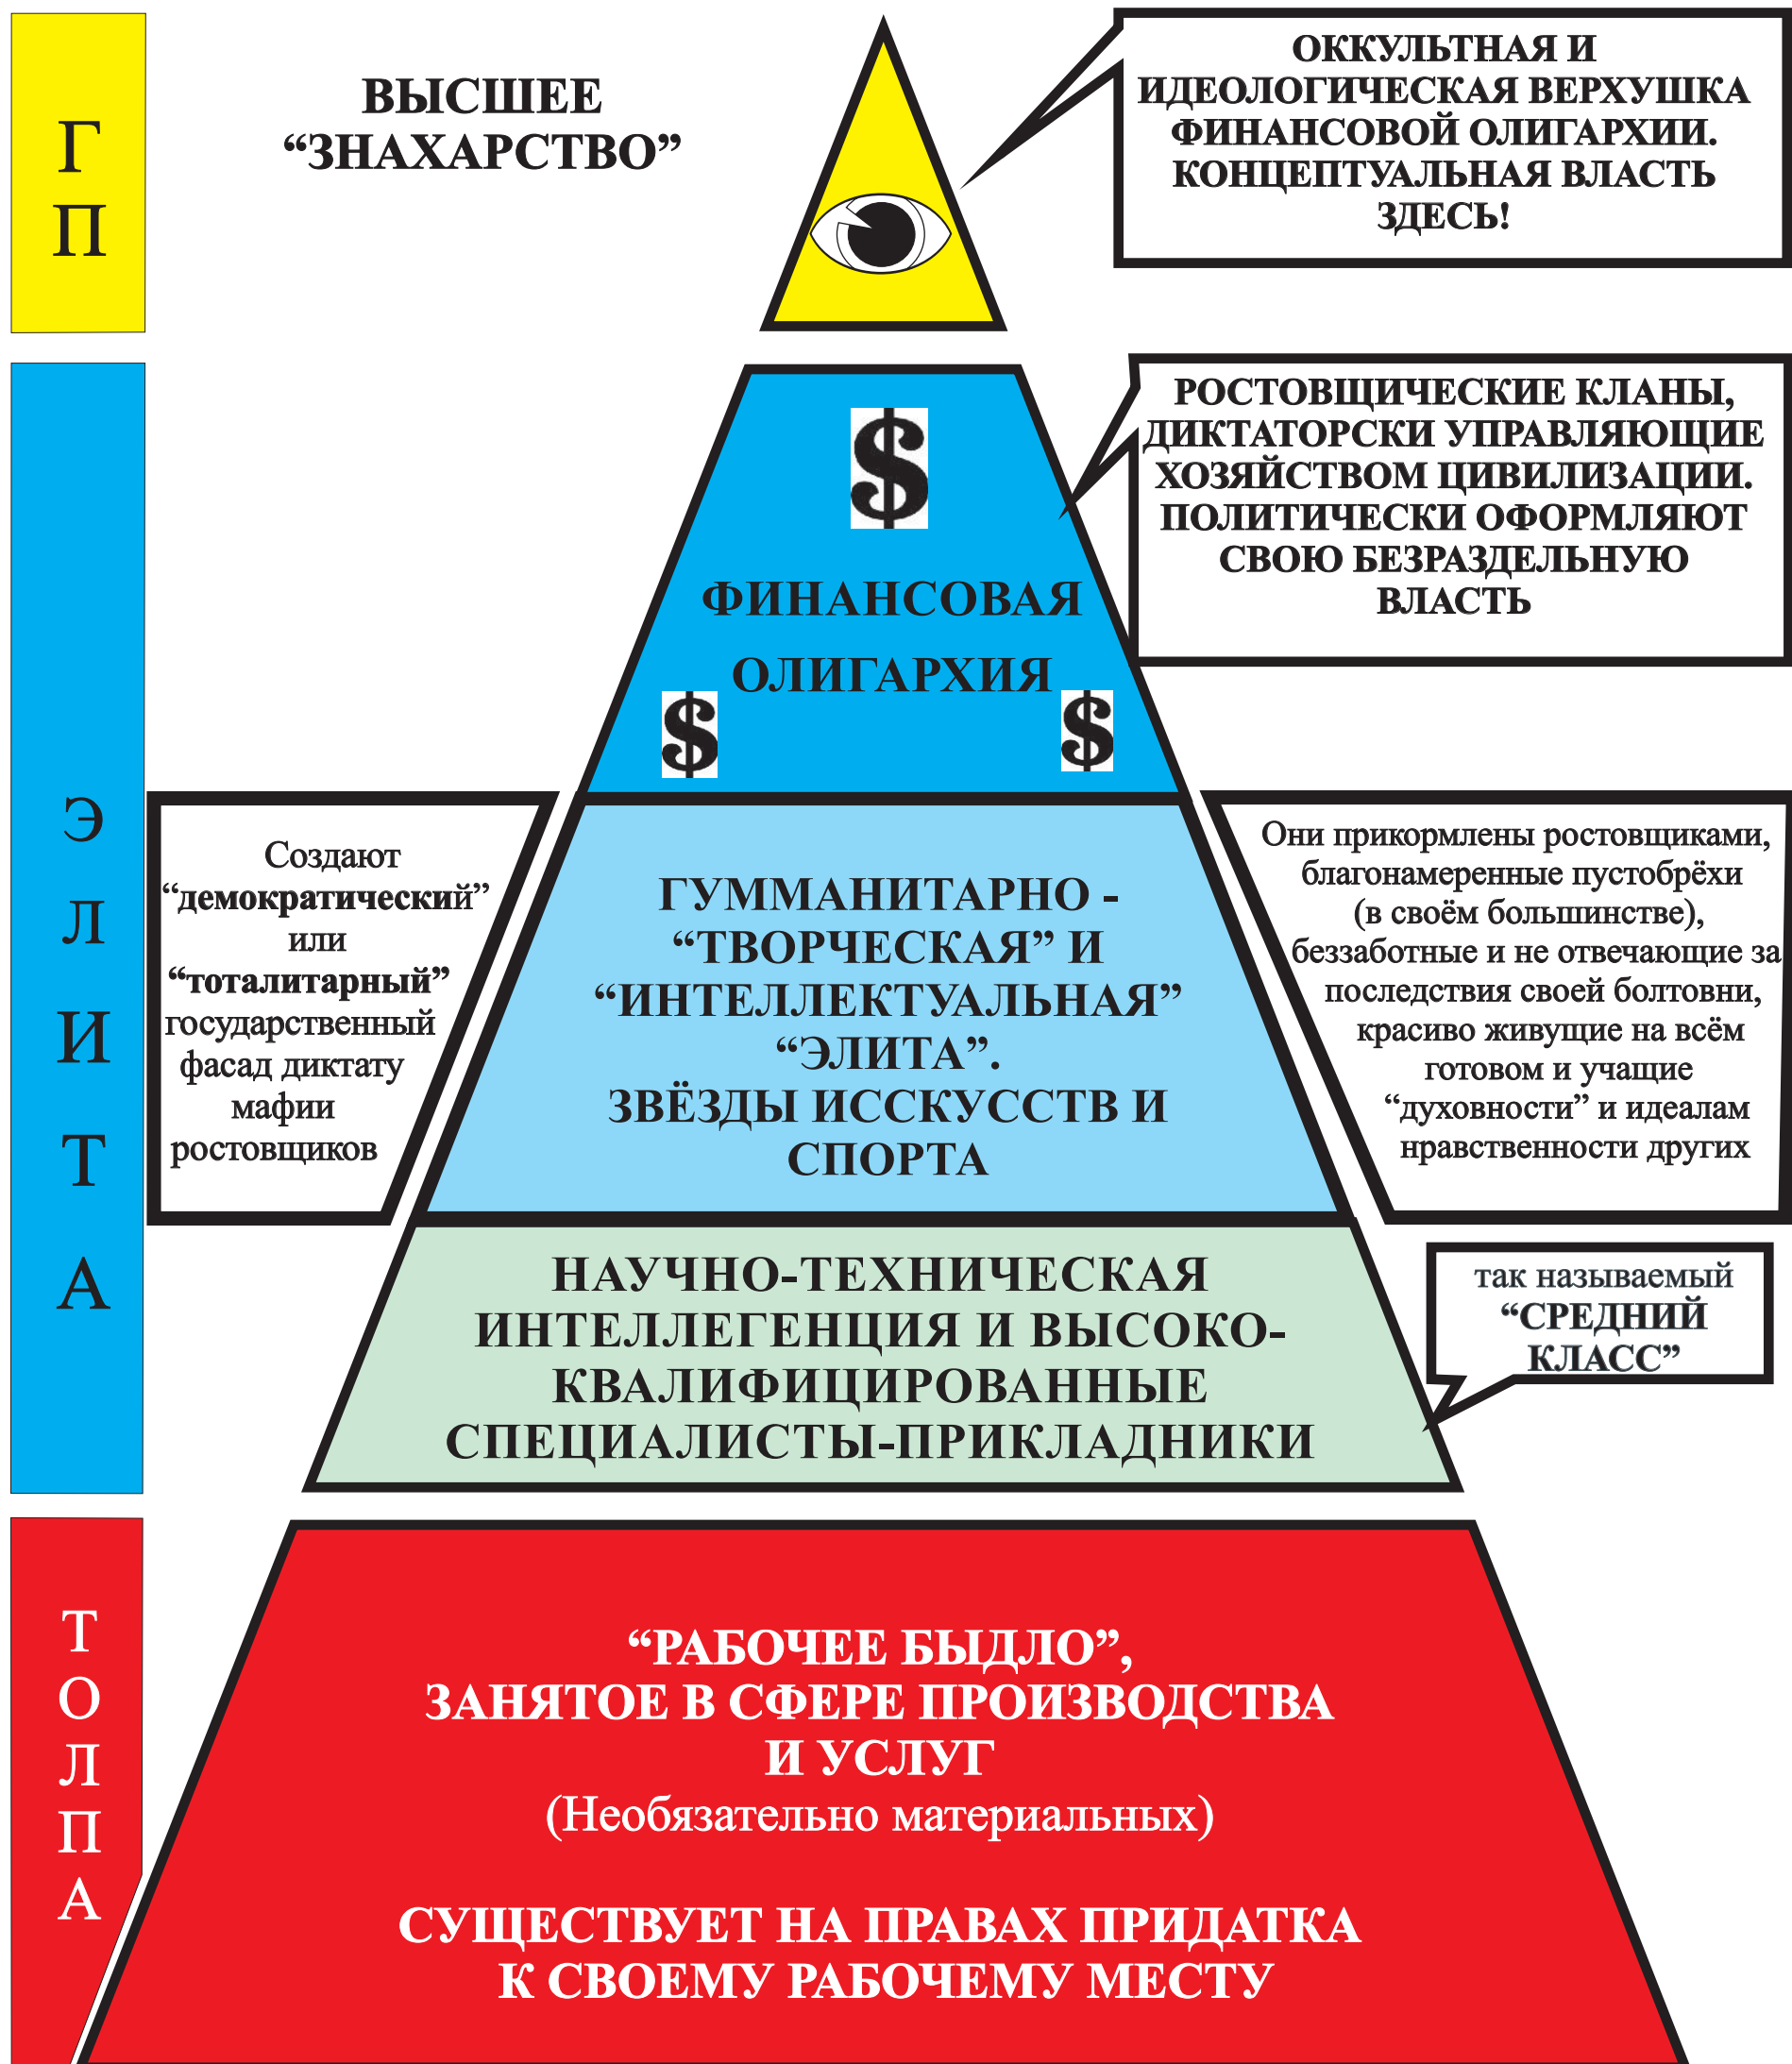 Г
П
ВЫСШЕЕ
“ЗНАХАРСТВО”
ОККУЛЬТНАЯ И
ИДЕОЛОГИЧЕСКАЯ ВЕРХУШКА
ФИНАНСОВОЙ ОЛИГАРХИИ.
КОНЦЕПТУАЛЬНАЯ ВЛАСТЬ
ЗДЕСЬ!
Э
Л
И
Т
А
$
ФИНАНСОВАЯ
ОЛИГАРХИЯ
$ $
РОСТОВЩИЧЕСКИЕ КЛАНЫ,
ДИКТАТОРСКИ УПРАВЛЯЮЩИЕ
ХОЗЯЙСТВОМ ЦИВИЛИЗАЦИИ.
ПОЛИТИЧЕСКИ ОФОРМЛЯЮТ
СВОЮ БЕЗРАЗДЕЛЬНУЮ
ВЛАСТЬ
Создают
“демократический”
или
“тоталитарный”
государственный
фасад диктату
мафии
ростовщиков
ГУММАНИТАРНО -
“ТВОРЧЕСКАЯ” И
“ИНТЕЛЛЕКТУАЛЬНАЯ”
“ЭЛИТА”.
ЗВЁЗДЫ ИССКУССТВ И
СПОРТА
Они прикормлены ростовщиками,
благонамеренные пустобрёхи
(в своём большинстве),
беззаботные и не отвечающие за
последствия своей болтовни,
красиво живущие на всём
готовом и учащие
“духовности” и идеалам
нравственности других
НАУЧНО-ТЕХНИЧЕСКАЯ
ИНТЕЛЛЕГЕНЦИЯ И ВЫСОКО-
КВАЛИФИЦИРОВАННЫЕ
СПЕЦИАЛИСТЫ-ПРИКЛАДНИКИ
так называемый
“СРЕДНИЙ
КЛАСС”
Т
О
Л
П
А
“РАБОЧЕЕ БЫДЛО”,
ЗАНЯТОЕ В СФЕРЕ ПРОИЗВОДСТВА
И УСЛУГ
(Необязательно материальных)
СУЩЕСТВУЕТ НА ПРАВАХ ПРИДАТКА
К СВОЕМУ РАБОЧЕМУ МЕСТУ